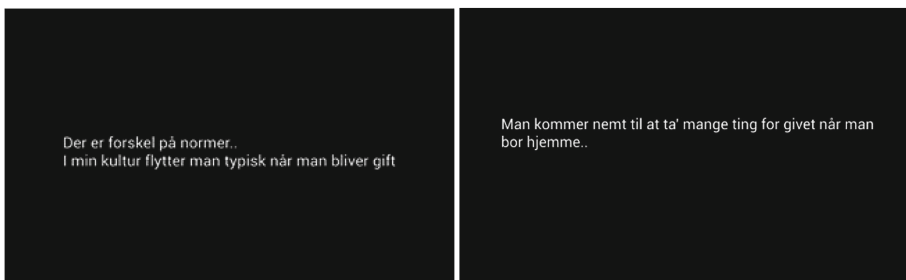 Der er forskel på normer..
I min kultur flytter man typisk når man bliver gift
Man kommer nemt til at ta' mange ting for givet når man
bor hjemme..